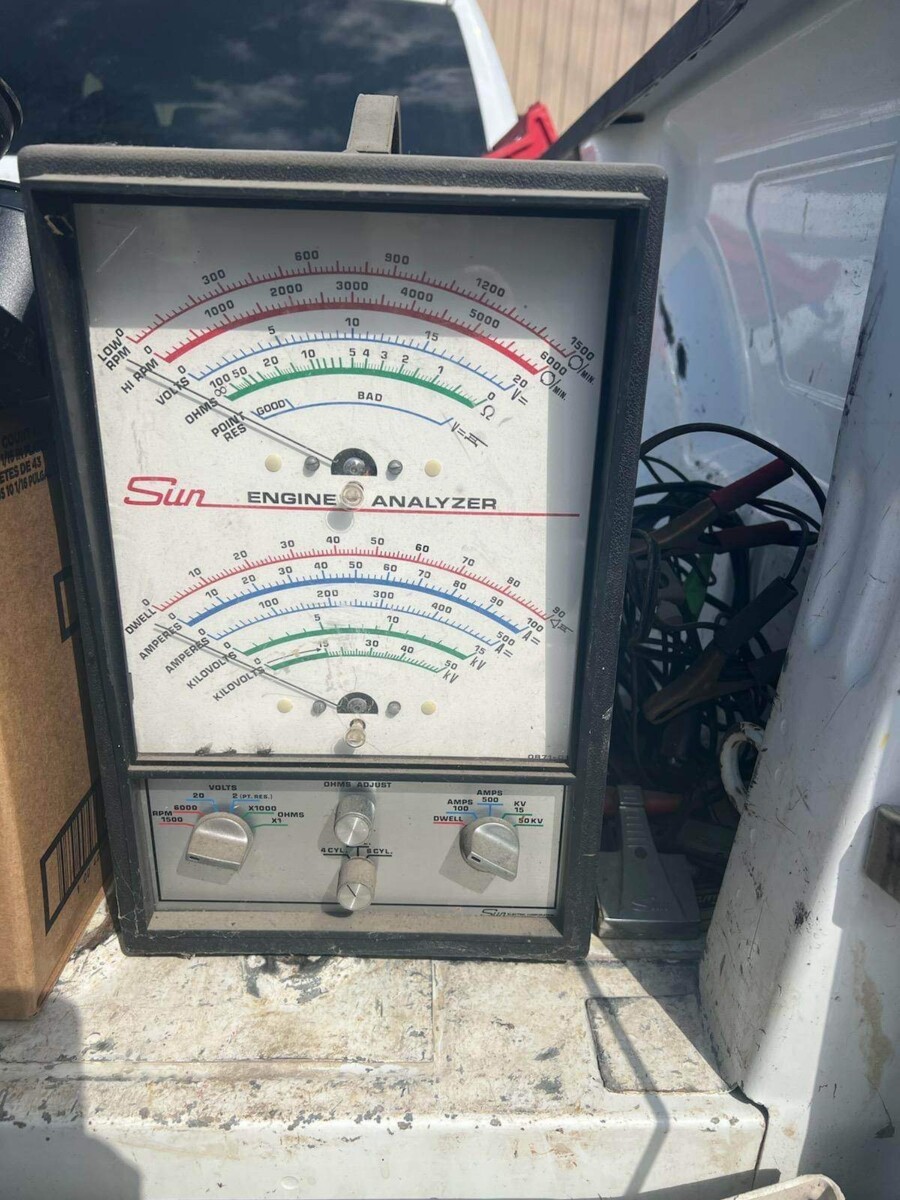 300 600 900 1200
0 1500 /MIN
LOW RPM
1000 2000 3000 4000 5000
0 6000 /MIN.
HI RPM
5 10 15
0 20 V=
VOLTS
∞ 100 50 20 10 5 4 3 2 1 0 Ω
OHMS
POINT RES
GOOD BAD V=
Sun ENGINE ANALYZER
0 10 20 30 40 50 60 70 80 90
DWELL
0 10 20 30 40 50 60 70 80 90 100 A=
AMPERES
0 100 200 300 400 500 A=
AMPERES
0 5 10 15 kV
KILOVOLTS
0 15 30 40 50 kV
KILOVOLTS
VOLTS
20 2 (PT. RES.)
6000 X1000
RPM OHMS
1500 X1
OHMS ADJUST
4 CYL. 8 CYL.
AMPS
500
AMPS KV
100 15
DWELL 50KV
Sun